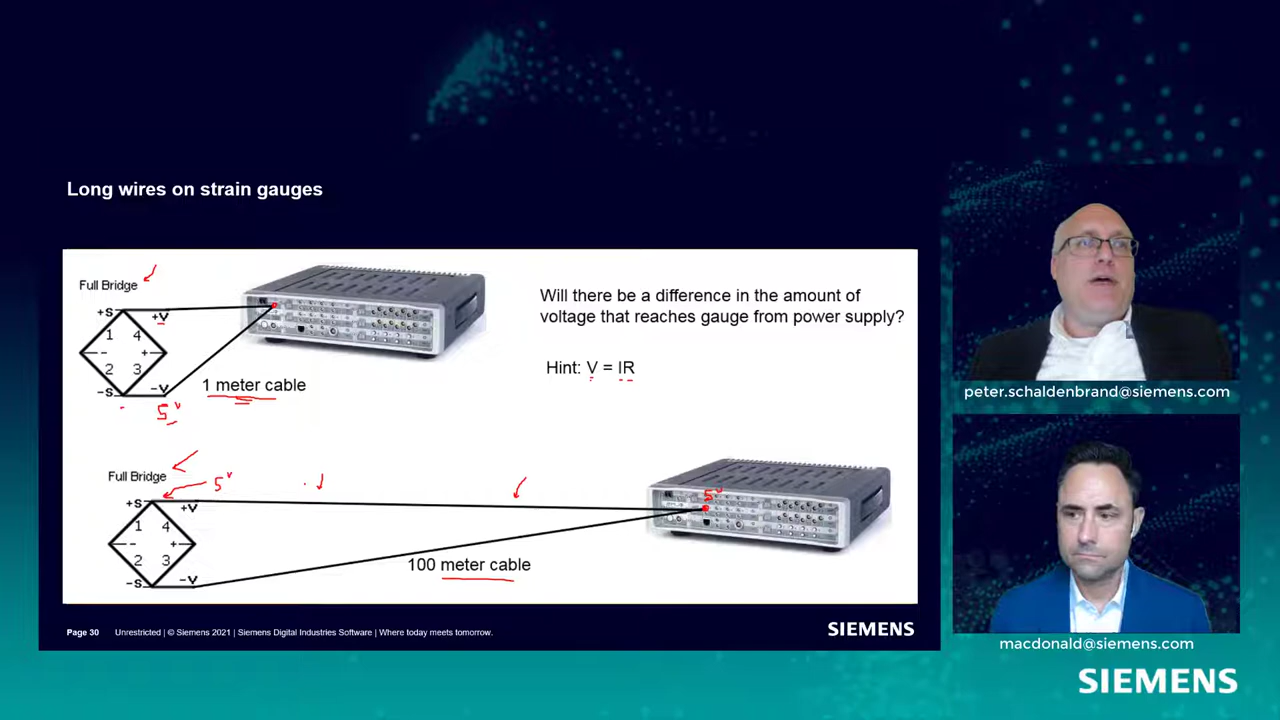 Long wires on strain gauges
Full Bridge
+S
+V
1
4
-
+
2
3
-S
-V
1 meter cable
5 V
Will there be a difference in the amount of
voltage that reaches gauge from power supply?
Hint: V = IR
Full Bridge
5 V
+S
+V
1
4
-
+
2
3
-S
-V
100 meter cable
5 V
Page 30 Unrestricted | © Siemens 2021 | Siemens Digital Industries Software | Where today meets tomorrow.
SIEMENS
peter.schaldenbrand@siemens.com
macdonald@siemens.com
SIEMENS